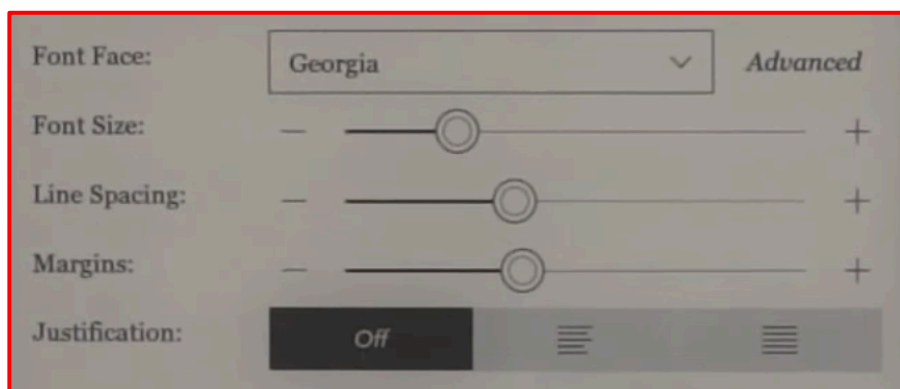 Font Face: Georgia Advanced
Font Size: − +
Line Spacing: − +
Margins: − +
Justification: Off